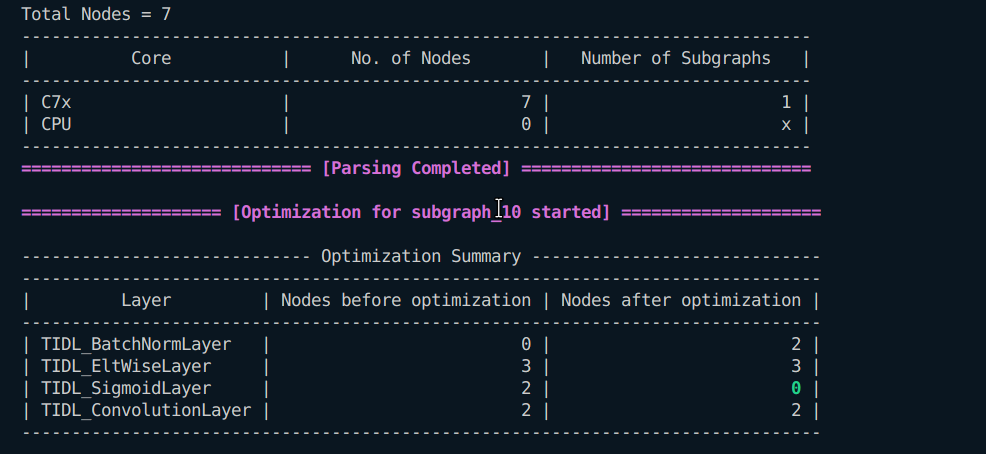 Total Nodes = 7
-------------------------------------------------------------------------------
|          Core           |      No. of Nodes       |   Number of Subgraphs   |
-------------------------------------------------------------------------------
| C7x                     |                       7 |                       1 |
| CPU                     |                       0 |                       x |
-------------------------------------------------------------------------------
============================= [Parsing Completed] =============================
==================== [Optimization for subgraph_10 started] ====================
----------------------------- Optimization Summary -----------------------------
--------------------------------------------------------------------------------
|         Layer         | Nodes before optimization | Nodes after optimization |
--------------------------------------------------------------------------------
| TIDL_BatchNormLayer   |                         0 |                        2 |
| TIDL_EltWiseLayer     |                         3 |                        3 |
| TIDL_SigmoidLayer     |                         2 |                        0 |
| TIDL_ConvolutionLayer |                         2 |                        2 |
--------------------------------------------------------------------------------